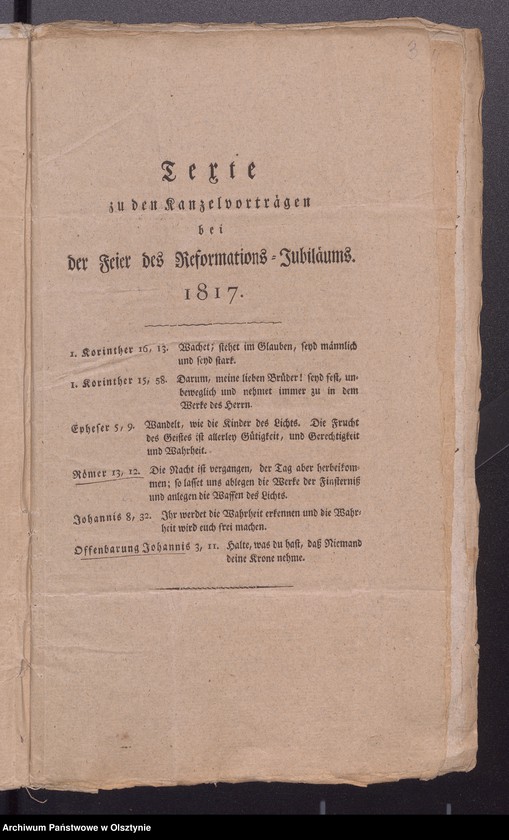 3
Texte
zu den Kanzelvorträgen
bei
der Feier des Reformations-Jubiläums.
1817.
1. Korinther 16, 13. Wachet; stehet im Glauben, seyd männlich
und seyd stark.
1. Korinther 15, 58. Darum, meine lieben Brüder! seyd fest, un-
beweglich und nehmet immer zu in dem
Werke des Herrn.
Epheser 5, 9. Wandelt, wie die Kinder des Lichts. Die Frucht
des Geistes ist allerley Gütigkeit, und Gerechtigkeit
und Wahrheit.
Römer 13, 12. Die Nacht ist vergangen, der Tag aber herbeikom-
men; so lasset uns ablegen die Werke der Finsterniß
und anlegen die Waffen des Lichts.
Johannis 8, 32. Ihr werdet die Wahrheit erkennen und die Wahr-
heit wird euch frei machen.
Offenbarung Johannis 3, 11. Halte, was du hast, daß Niemand
deine Krone nehme.
Archiwum Państwowe w Olsztynie